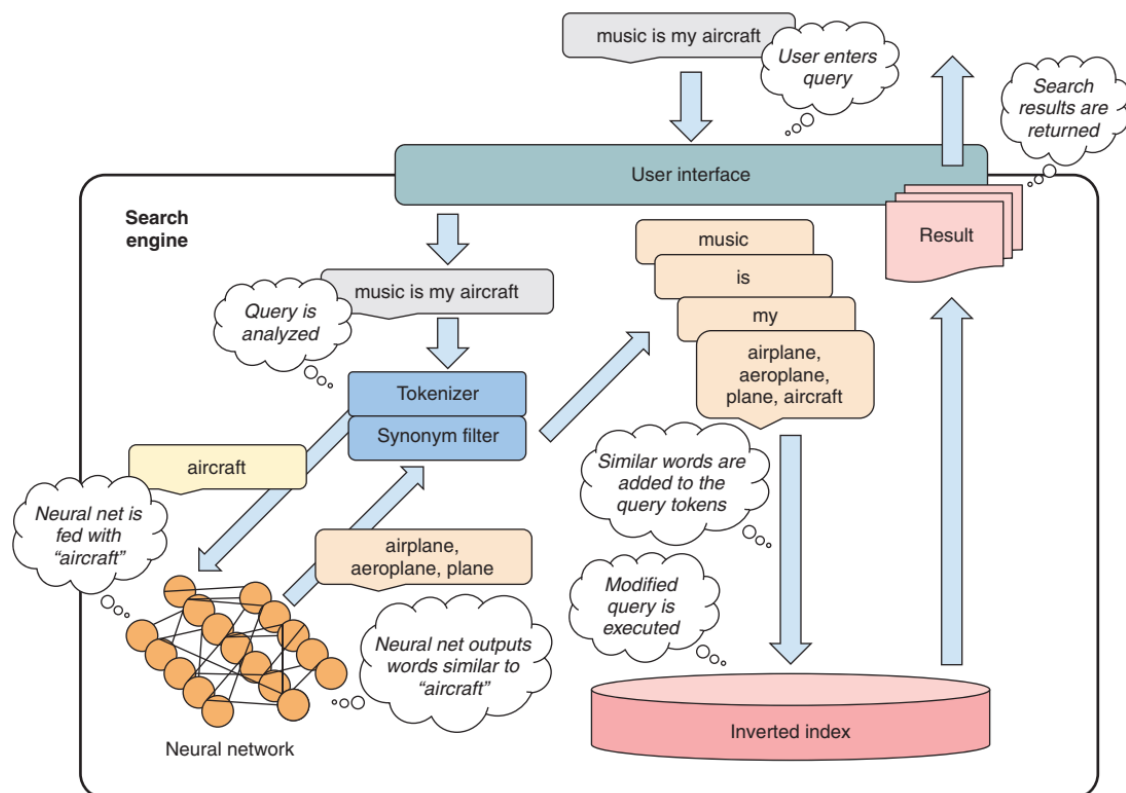 music is my aircraft
User enters
query
Search
results are
returned
User interface
Search
engine
Result
music
is
my
airplane,
aeroplane,
plane, aircraft
music is my aircraft
Query is
analyzed
Tokenizer
Synonym filter
aircraft
Neural net is
fed with
“aircraft”
airplane,
aeroplane, plane
Neural net outputs
words similar to
“aircraft”
Neural network
Similar words are
added to the
query tokens
Modified
query is
executed
Inverted index